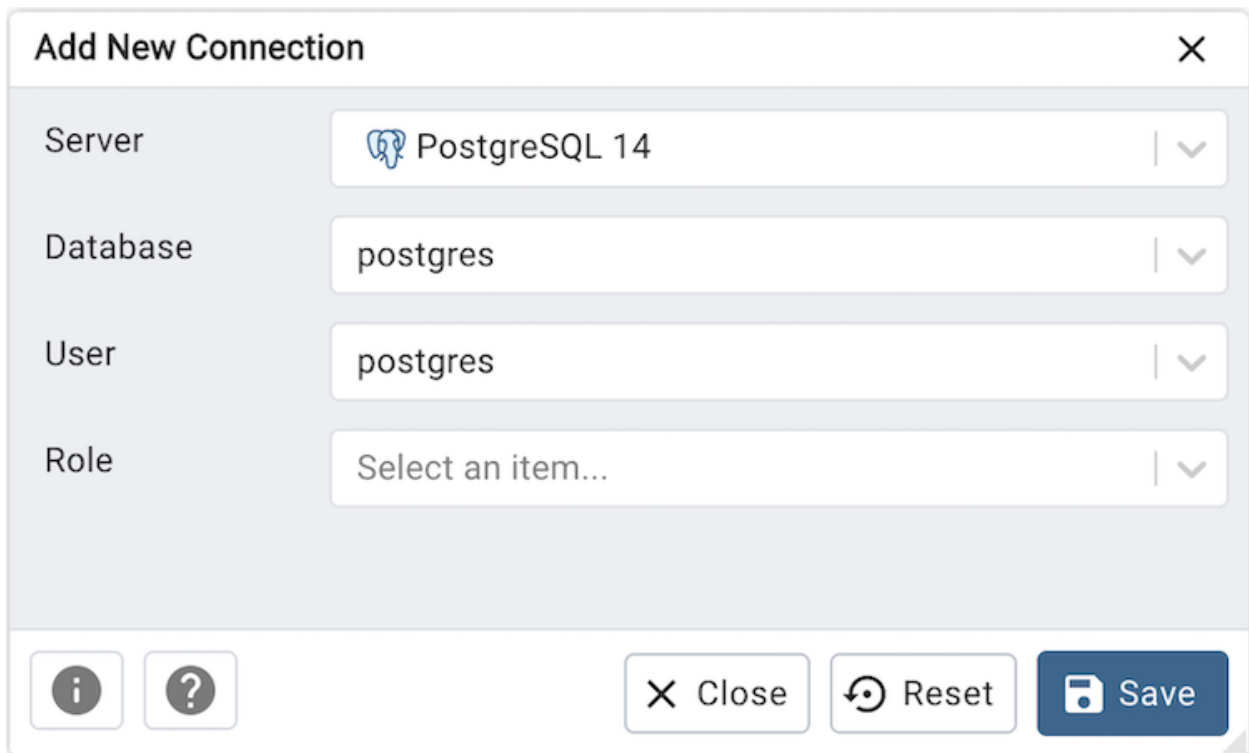 Add New Connection
Server
PostgreSQL 14
Database
postgres
User
postgres
Role
Select an item...
Close
Reset
Save